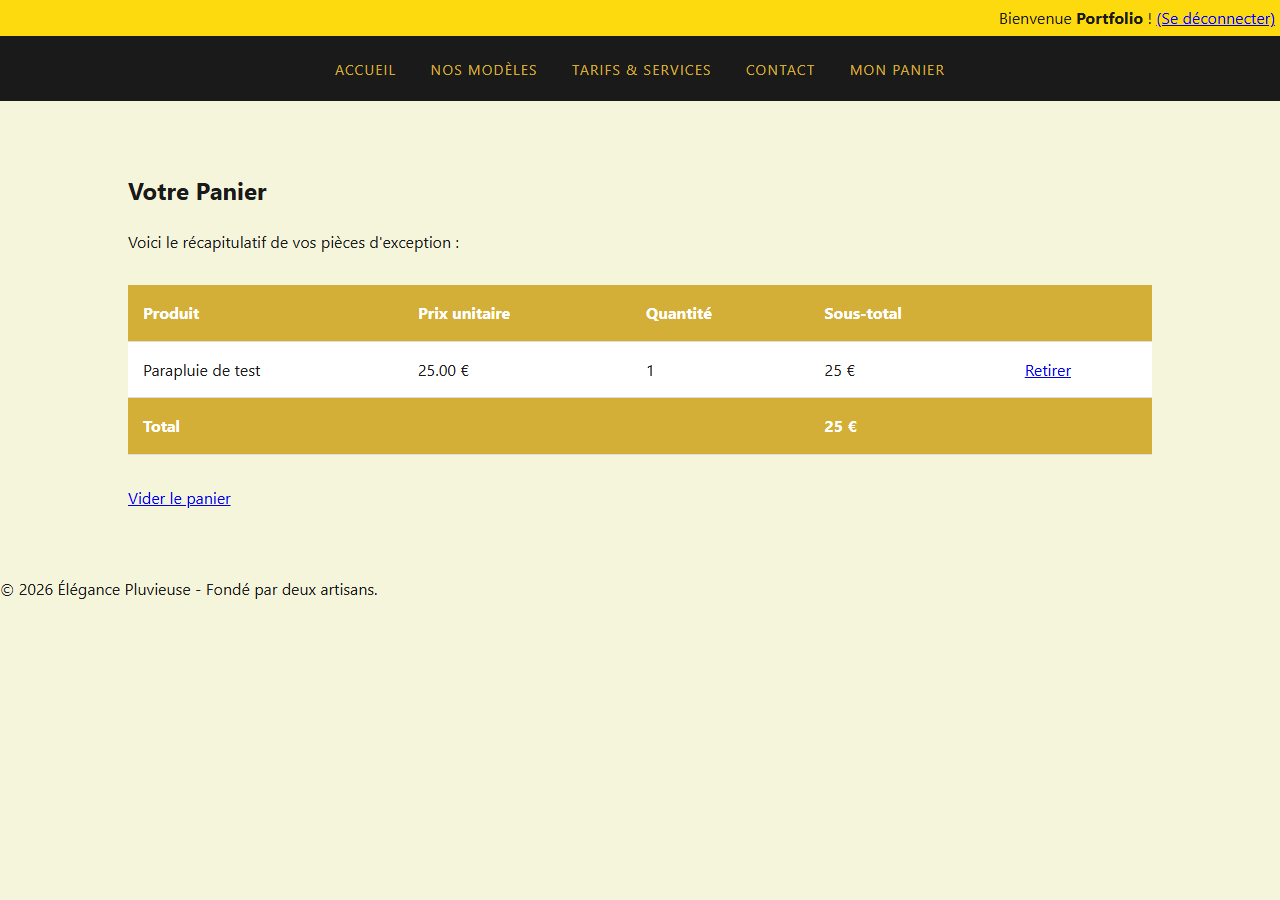 Bienvenue Portfolio ! (Se déconnecter)
ACCUEIL NOS MODÈLES TARIFS & SERVICES CONTACT MON PANIER
Votre Panier
Voici le récapitulatif de vos pièces d'exception :
Produit Prix unitaire Quantité Sous-total
Parapluie de test 25.00 € 1 25 € Retirer
Total 25 €
Vider le panier
© 2026 Élégance Pluvieuse - Fondé par deux artisans.